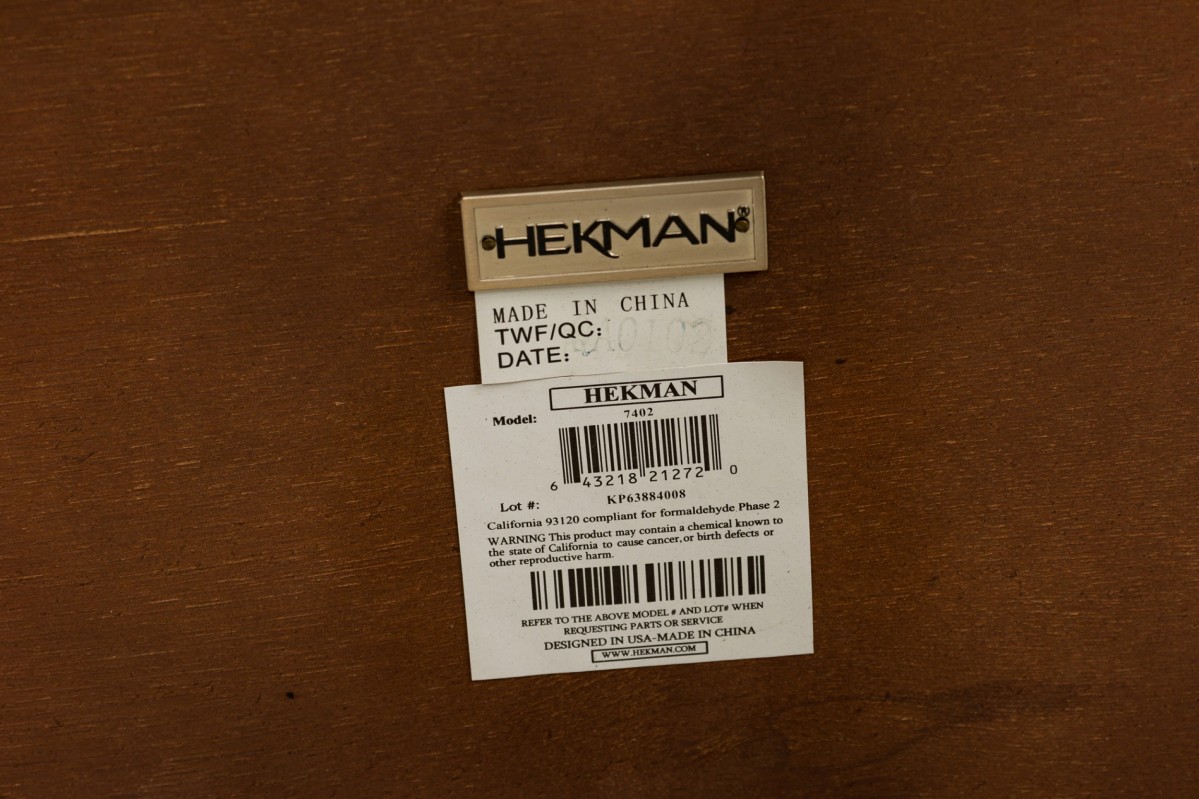 HEKMAN®
MADE IN CHINA
TWF/QC:
DATE:
HEKMAN
Model:
7402
6 43218 21272 0
Lot #:
KP63884008
California 93120 compliant for formaldehyde Phase 2
WARNING This product may contain a chemical known to
the state of California to cause cancer, or birth defects or
other reproductive harm.
REFER TO THE ABOVE MODEL # AND LOT# WHEN
REQUESTING PARTS OR SERVICE
DESIGNED IN USA-MADE IN CHINA
WWW.HEKMAN.COM